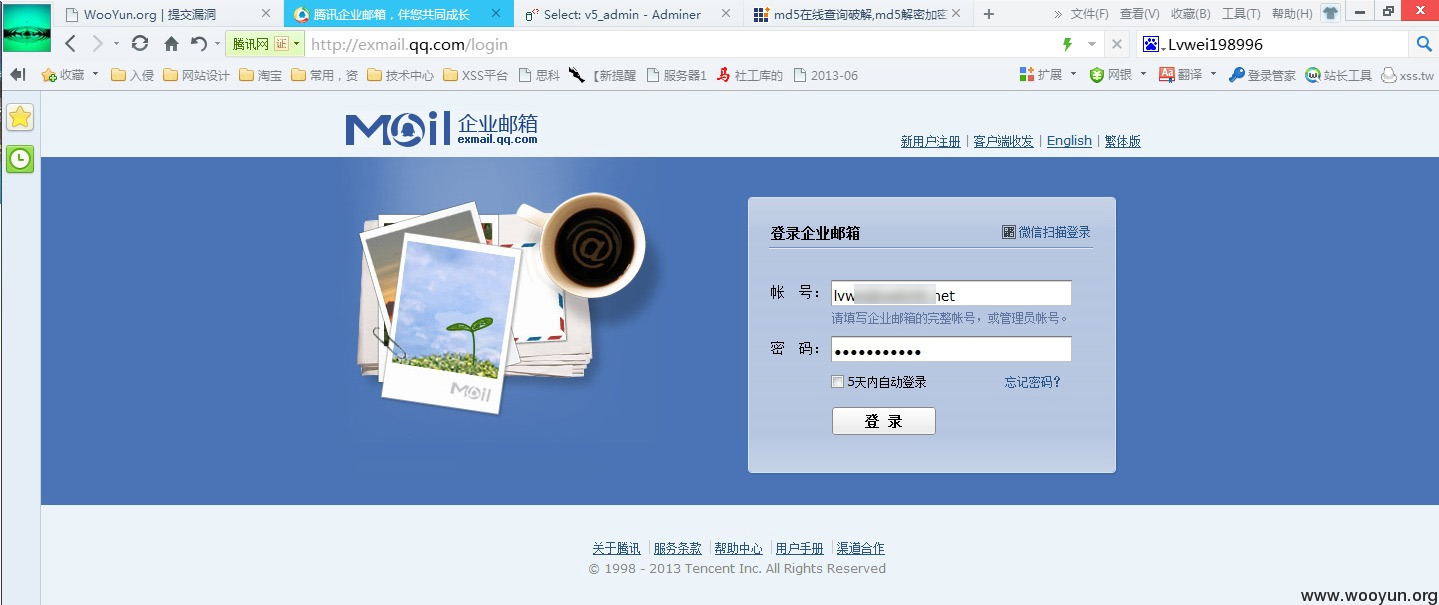 WooYun.org | 提交漏洞 腾讯企业邮箱，伴您共同成长 Select: v5_admin - Adminer md5在线查询破解,md5解密加密 文件(F) 查看(V) 收藏(B) 工具(T) 帮助(H)
腾讯网 证 http://exmail.qq.com/login Lvwei198996
收藏 入侵 网站设计 淘宝 常用，资 技术中心 XSS平台 思科 【新提醒 服务器1 社工库的 2013-06 扩展 网银 翻译 登录管家 站长工具 xss.tw
Mail 企业邮箱
exmail.qq.com
新用户注册 | 客户端收发 | English | 繁体版
登录企业邮箱 微信扫描登录
帐 号： lvw net
请填写企业邮箱的完整帐号，或管理员帐号。
密 码： ●●●●●●●●●●●
5天内自动登录 忘记密码？
登 录
Mail
关于腾讯 | 服务条款 | 帮助中心 | 用户手册 | 渠道合作
© 1998 - 2013 Tencent Inc. All Rights Reserved
www.wooyun.org